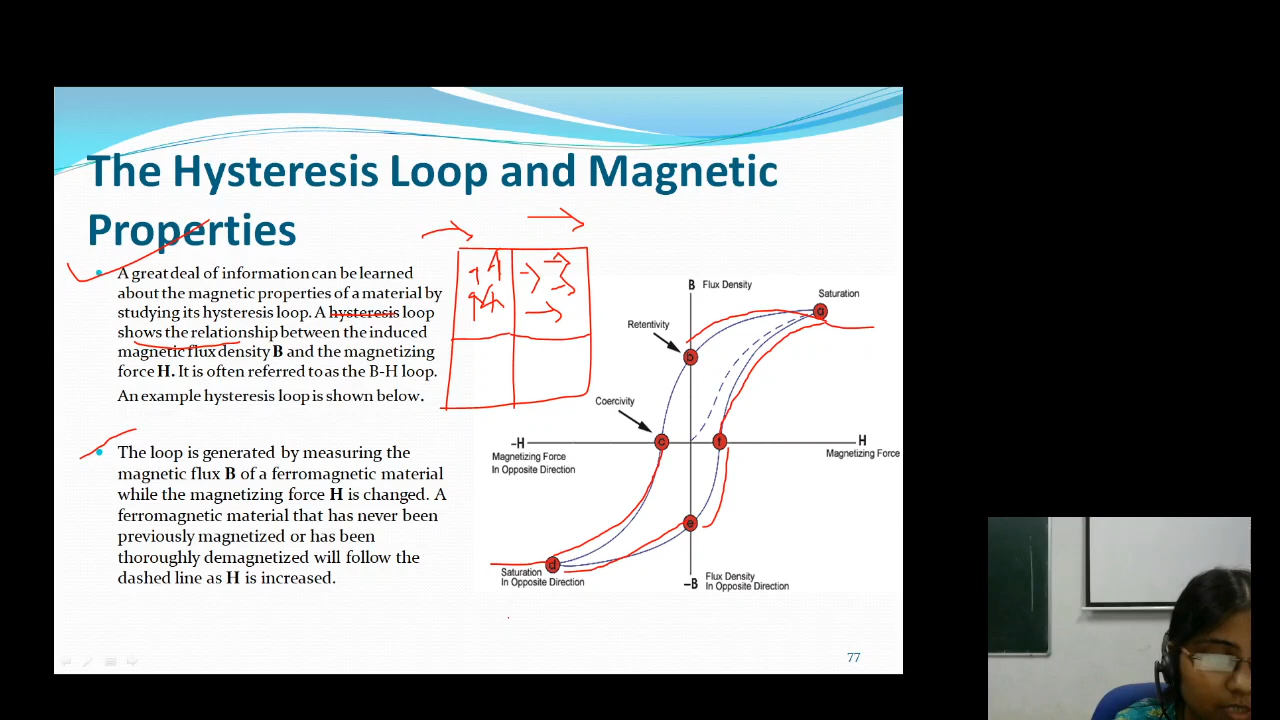 The Hysteresis Loop and Magnetic
Properties
A great deal of information can be learned
about the magnetic properties of a material by
studying its hysteresis loop. A hysteresis loop
shows the relationship between the induced
magnetic flux density B and the magnetizing
force H. It is often referred to as the B-H loop.
An example hysteresis loop is shown below.
The loop is generated by measuring the
magnetic flux B of a ferromagnetic material
while the magnetizing force H is changed. A
ferromagnetic material that has never been
previously magnetized or has been
thoroughly demagnetized will follow the
dashed line as H is increased.
B Flux Density
Saturation
a
Retentivity
b
Coercivity
–H
c
f
H
Magnetizing Force
In Opposite Direction
Magnetizing Force
e
d
Saturation
In Opposite Direction
–B
Flux Density
In Opposite Direction
77